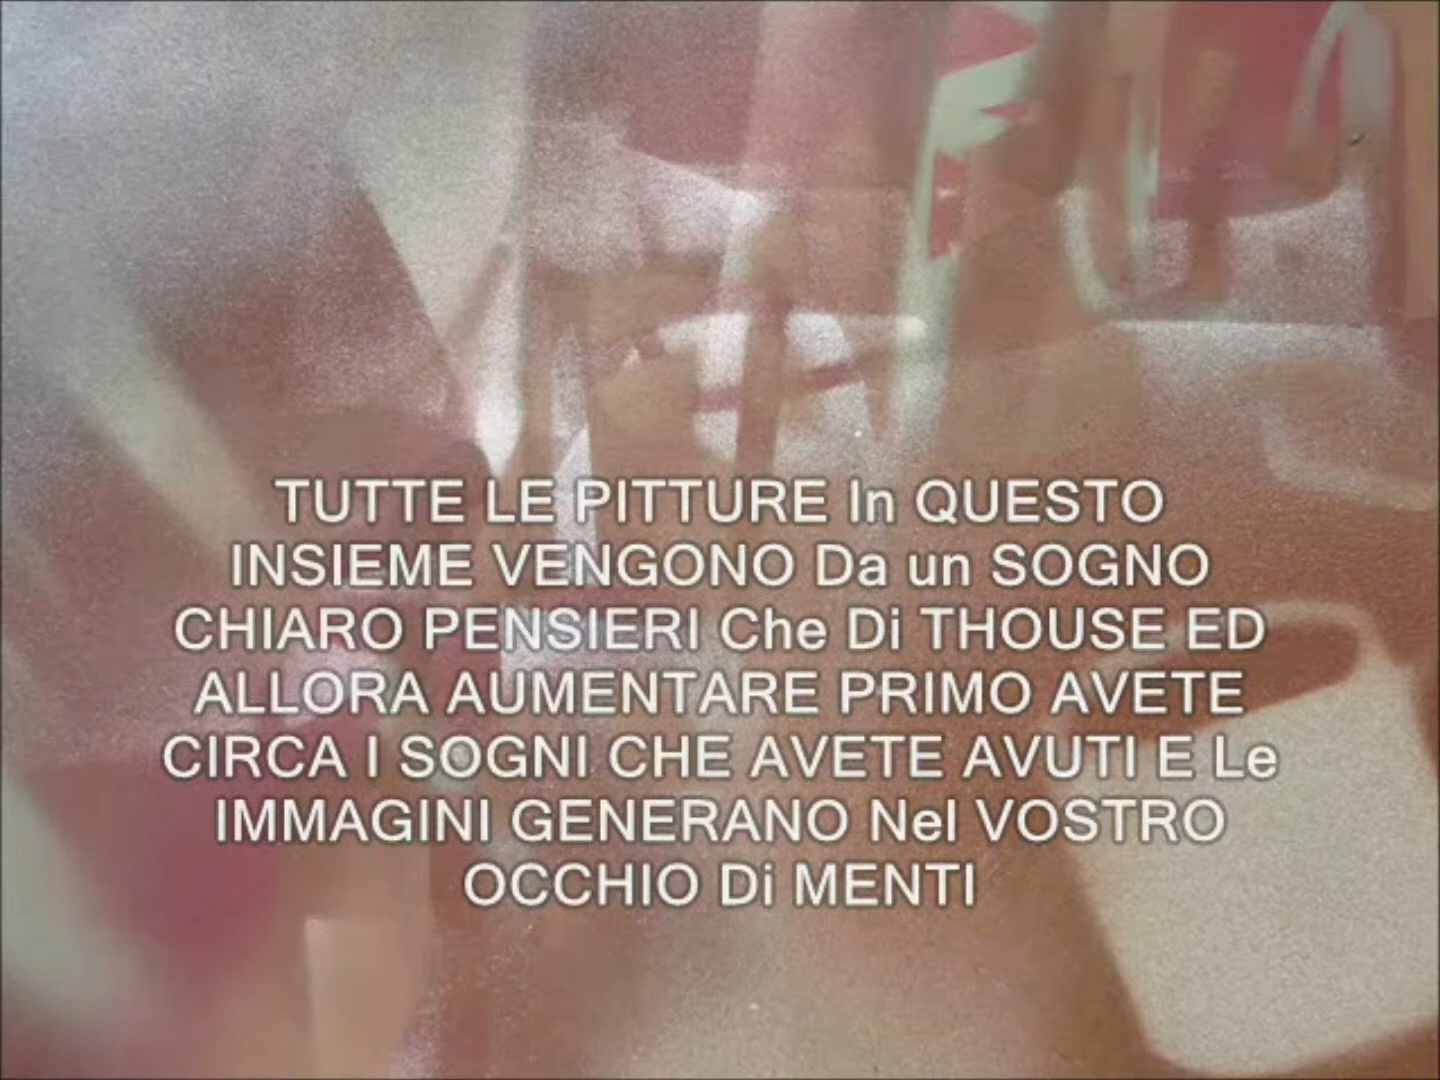 TUTTE LE PITTURE In QUESTO
INSIEME VENGONO Da un SOGNO
CHIARO PENSIERI Che Di THOUSE ED
ALLORA AUMENTARE PRIMO AVETE
CIRCA I SOGNI CHE AVETE AVUTI E Le
IMMAGINI GENERANO Nel VOSTRO
OCCHIO Di MENTI